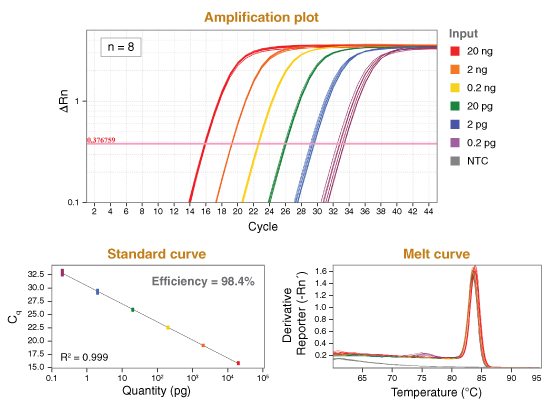 Amplification plot
Input
n = 8
20 ng
2 ng
0.2 ng
20 pg
2 pg
0.2 pg
NTC
ΔRn
1
0.376759
0.1
2 4 6 8 10 12 14 16 18 20 22 24 26 28 30 32 34 36 38 40 42 44
Cycle
Standard curve
Efficiency = 98.4%
Cq
32.5
30.0
27.5
25.0
22.5
20.0
17.5
15.0
R² = 0.999
0.1 1 10 100 1000 10⁴ 10⁵
Quantity (pg)
Melt curve
Derivative
Reporter (-Rn´)
1.6
1.4
1.2
1.0
0.8
0.6
0.4
0.2
65 70 75 80 85 90 95
Temperature (°C)